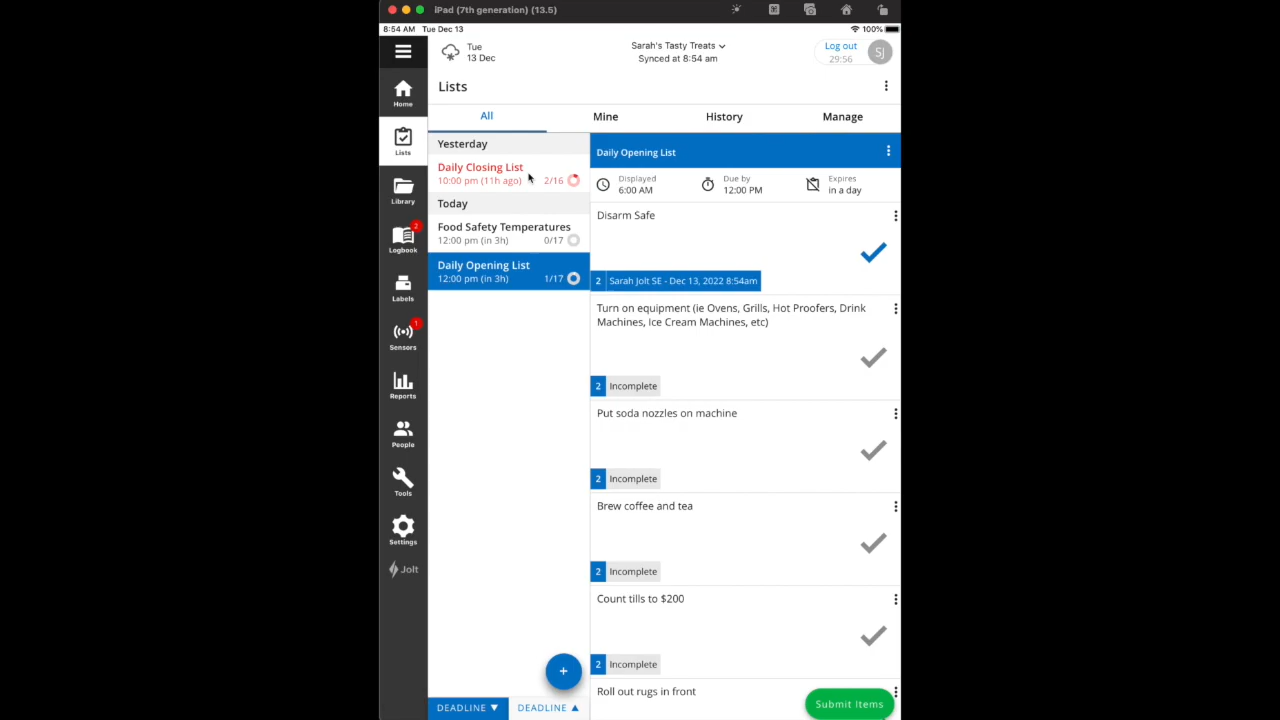 iPad (7th generation) (13.5)
8:54 AM Tue Dec 13
100%
Tue
13 Dec
Sarah's Tasty Treats
Synced at 8:54 am
Log out
29:56
SJ
Lists
All
Mine
History
Manage
Home
Lists
Library
2
Logbook
Labels
1
Sensors
Reports
People
Tools
Settings
Jolt
Yesterday
Daily Closing List
10:00 pm (11h ago) 2/16
Today
Food Safety Temperatures
12:00 pm (in 3h) 0/17
Daily Opening List
12:00 pm (in 3h) 1/17
+
DEADLINE ▼
DEADLINE ▲
Daily Opening List
Displayed
6:00 AM
Due by
12:00 PM
Expires
in a day
Disarm Safe
2 Sarah Jolt SE - Dec 13, 2022 8:54am
Turn on equipment (ie Ovens, Grills, Hot Proofers, Drink
Machines, Ice Cream Machines, etc)
2 Incomplete
Put soda nozzles on machine
2 Incomplete
Brew coffee and tea
2 Incomplete
Count tills to $200
2 Incomplete
Roll out rugs in front
Submit Items